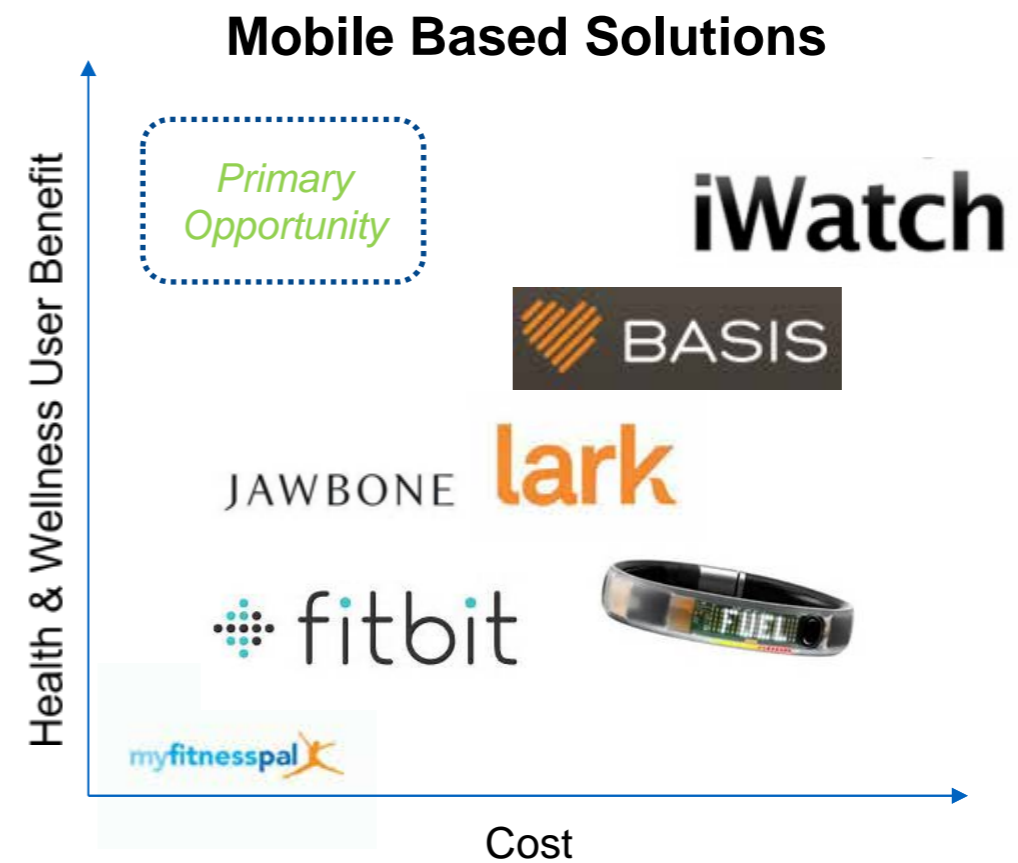 Mobile Based Solutions
Health & Wellness User Benefit
Primary
Opportunity
iWatch
BASIS
lark
JAWBONE
fitbit
FUEL
myfitnesspal
Cost